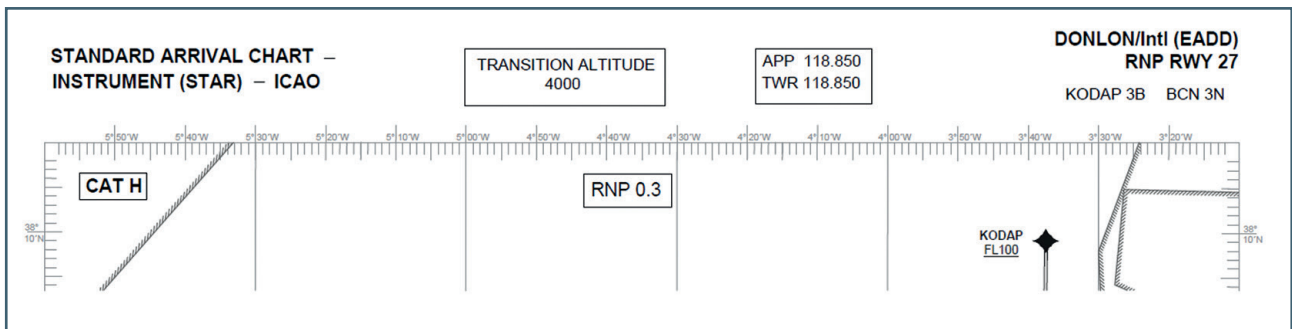 STANDARD ARRIVAL CHART –
INSTRUMENT (STAR) – ICAO
TRANSITION ALTITUDE
4000
APP 118.850
TWR 118.850
DONLON/Intl (EADD)
RNP RWY 27
KODAP 3B BCN 3N
5°50'W 5°40'W 5°30'W 5°20'W 5°10'W 5°00'W 4°50'W 4°40'W 4°30'W 4°20'W 4°10'W 4°00'W 3°50'W 3°40'W 3°30'W 3°20'W
CAT H
RNP 0.3
38°
10'N
KODAP
FL100
38°
10'N